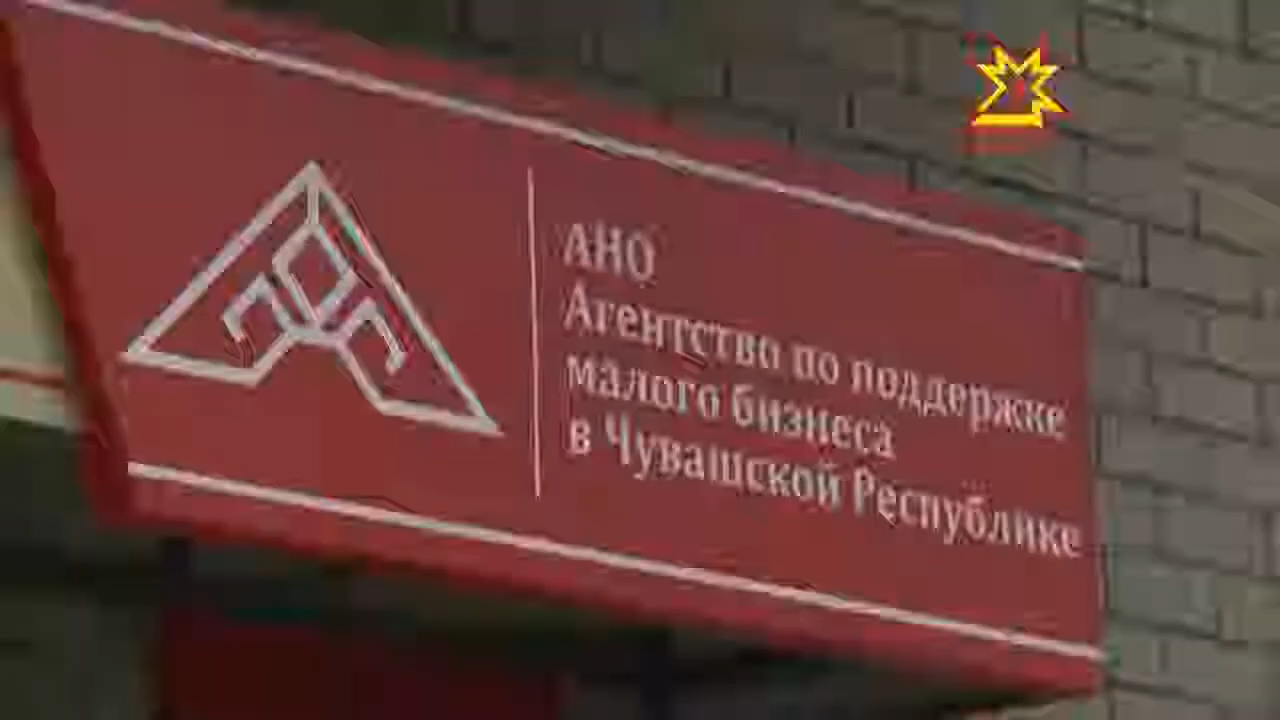 АНО
Агентство по поддержке
малого бизнеса
в Чувашской Республике